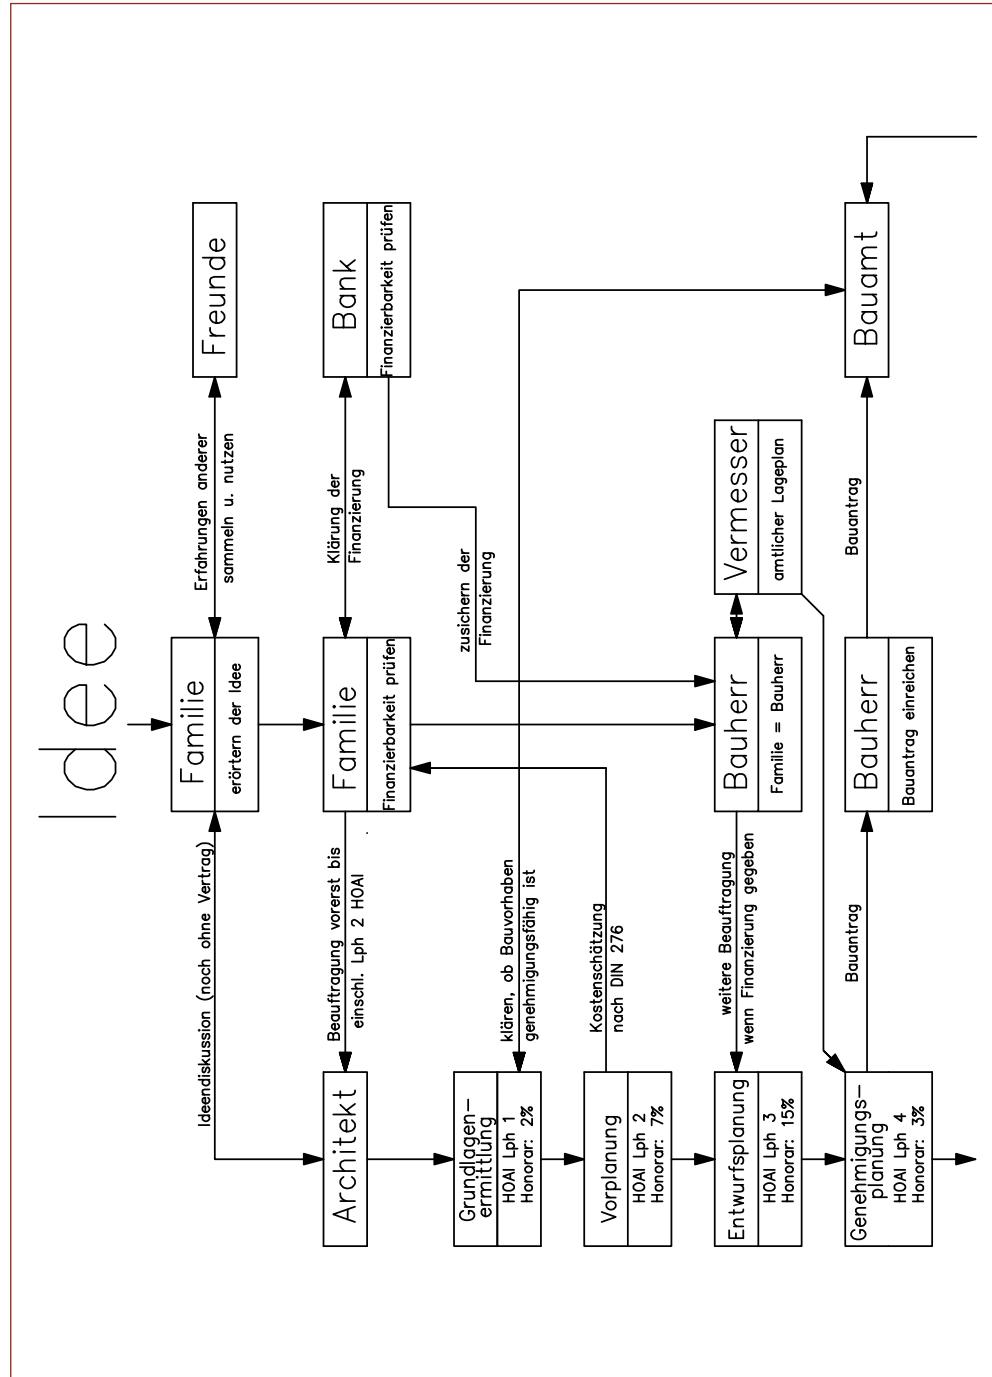 Idee
Familie
erörtern der Idee
Freunde
Erfahrungen anderer
sammeln u. nutzen
Ideendiskussion (noch ohne Vertrag)
Architekt
Beauftragung vorerst bis
einschl. Lph 2 HOAI
Familie
Finanzierbarkeit prüfen
Klärung der
Finanzierung
Bank
Finanzierbarkeit prüfen
Grundlagen-
ermittlung
HOAI Lph 1
Honorar: 2%
klären, ob Bauvorhaben
genehmigungsfähig ist
zusichern der
Finanzierung
Vorplanung
HOAI Lph 2
Honorar: 7%
Kostenschätzung
nach DIN 276
Entwurfsplanung
HOAI Lph 3
Honorar: 15%
weitere Beauftragung
wenn Finanzierung gegeben
Bauherr
Familie = Bauherr
Vermesser
amtlicher Lageplan
Genehmigungs-
planung
HOAI Lph 4
Honorar: 3%
Bauantrag
Bauherr
Bauantrag einreichen
Bauantrag
Bauamt